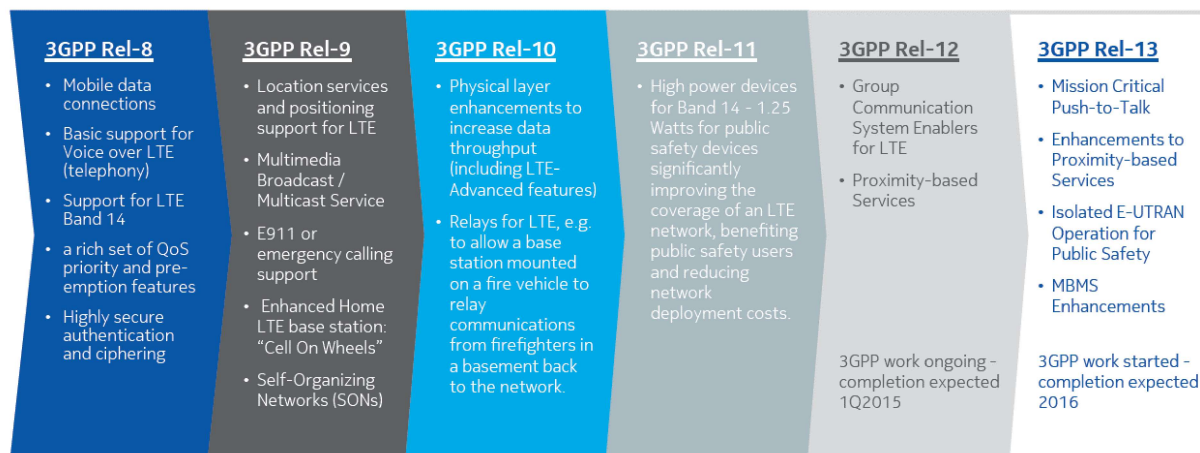 3GPP Rel-8
• Mobile data
connections
• Basic support for
Voice over LTE
(telephony)
• Support for LTE
Band 14
• a rich set of QoS
priority and pre-
emption features
• Highly secure
authentication
and ciphering
3GPP Rel-9
• Location services
and positioning
support for LTE
• Multimedia
Broadcast /
Multicast Service
• E911 or
emergency calling
support
• Enhanced Home
LTE base station:
“Cell On Wheels”
• Self-Organizing
Networks (SONs)
3GPP Rel-10
• Physical layer
enhancements to
increase data
throughput
(including LTE-
Advanced features)
• Relays for LTE, e.g.
to allow a base
station mounted
on a fire vehicle to
relay
communications
from firefighters in
a basement back
to the network.
3GPP Rel-11
• High power devices
for Band 14 - 1.25
Watts for public
safety devices
significantly
improving the
coverage of an LTE
network, benefiting
public safety users
and reducing
network
deployment costs.
3GPP Rel-12
• Group
Communication
System Enablers
for LTE
• Proximity-based
Services
3GPP work ongoing -
completion expected
1Q2015
3GPP Rel-13
• Mission Critical
Push-to-Talk
• Enhancements to
Proximity-based
Services
• Isolated E-UTRAN
Operation for
Public Safety
• MBMS
Enhancements
3GPP work started -
completion expected
2016